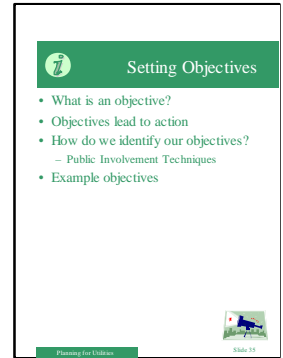 i
Setting Objectives
• What is an objective?
• Objectives lead to action
• How do we identify our objectives?
– Public Involvement Techniques
• Example objectives
Planning for Utilities
Slide 35